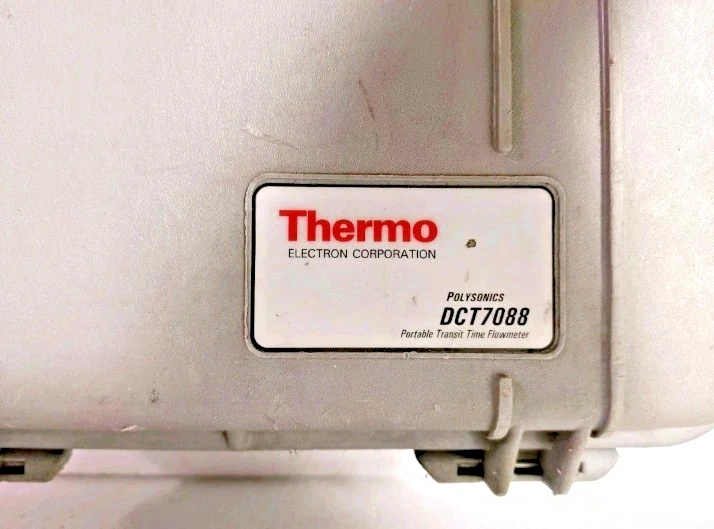 Thermo
ELECTRON CORPORATION
POLYSONICS
DCT7088
Portable Transit Time Flowmeter